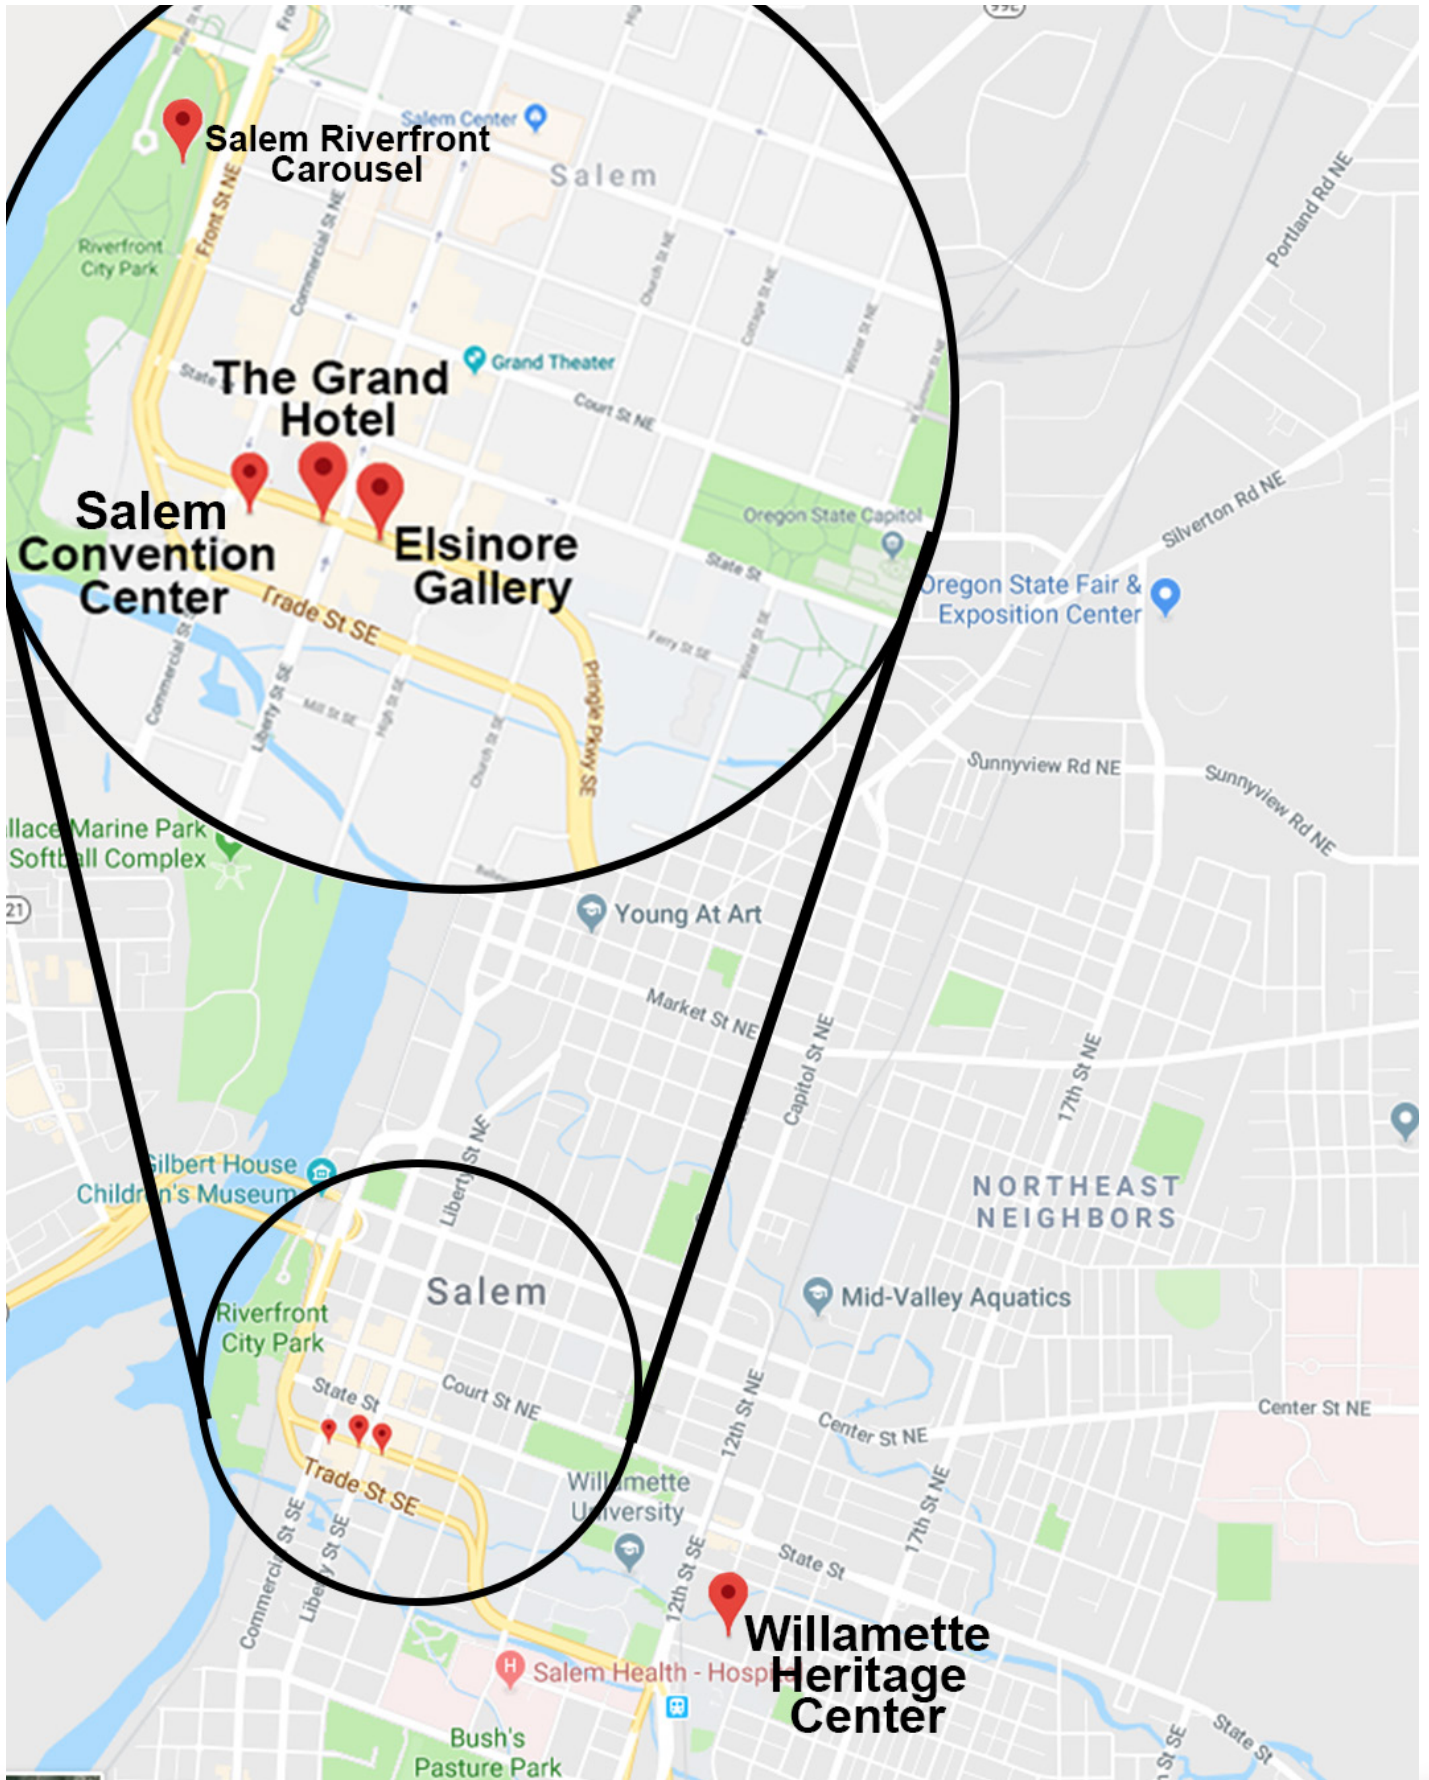 99E
Salem Center
Salem Riverfront
Carousel
Salem
Front St NE
Commercial St NE
Riverfront
City Park
Church St NE
Cottage St NE
Winter St NE
Portland Rd NE
Grand Theater
State
The Grand
Hotel
Court St NE
Salem
Convention
Center
Elsinore
Gallery
Oregon State Capitol
State St
Silverton Rd NE
Oregon State Fair &
Exposition Center
Trade St SE
Ferry St SE
Winter St SE
Commercial St
Liberty St SE
Mill St SE
High St SE
Church St SE
Pringle Pkwy SE
Sunnyview Rd NE
Sunnyview Rd NE
llace Marine Park
Softball Complex
21
Young At Art
Market St NE
Capitol St NE
17th St NE
Liberty St NE
Gilbert House
Children's Museum
NORTHEAST
NEIGHBORS
Salem
Mid-Valley Aquatics
Riverfront
City Park
State St
Court St NE
12th St NE
Center St NE
Center St NE
Trade St SE
Willamette
University
17th St NE
Commercial St SE
Liberty St SE
12th St SE
State St
Willamette
Heritage
Center
H
Salem Health - Hospi
Bush's
Pasture Park
State St
St SE